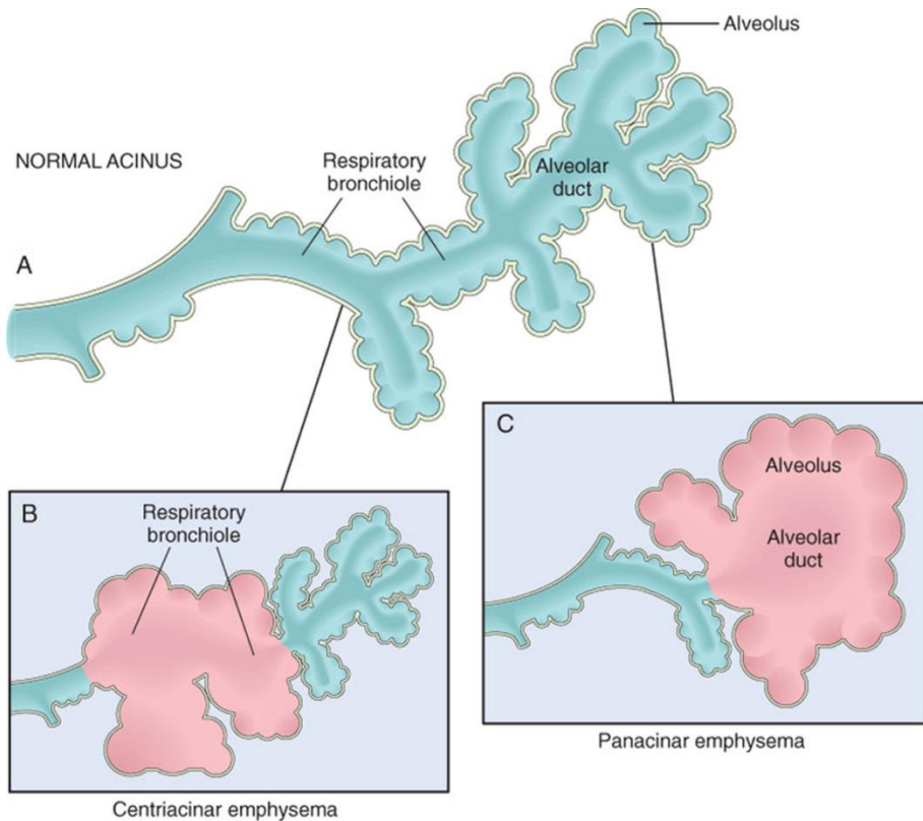 Alveolus
NORMAL ACINUS
Respiratory
bronchiole
Alveolar
duct
A
B
Respiratory
bronchiole
Centriacinar emphysema
C
Alveolus
Alveolar
duct
Panacinar emphysema